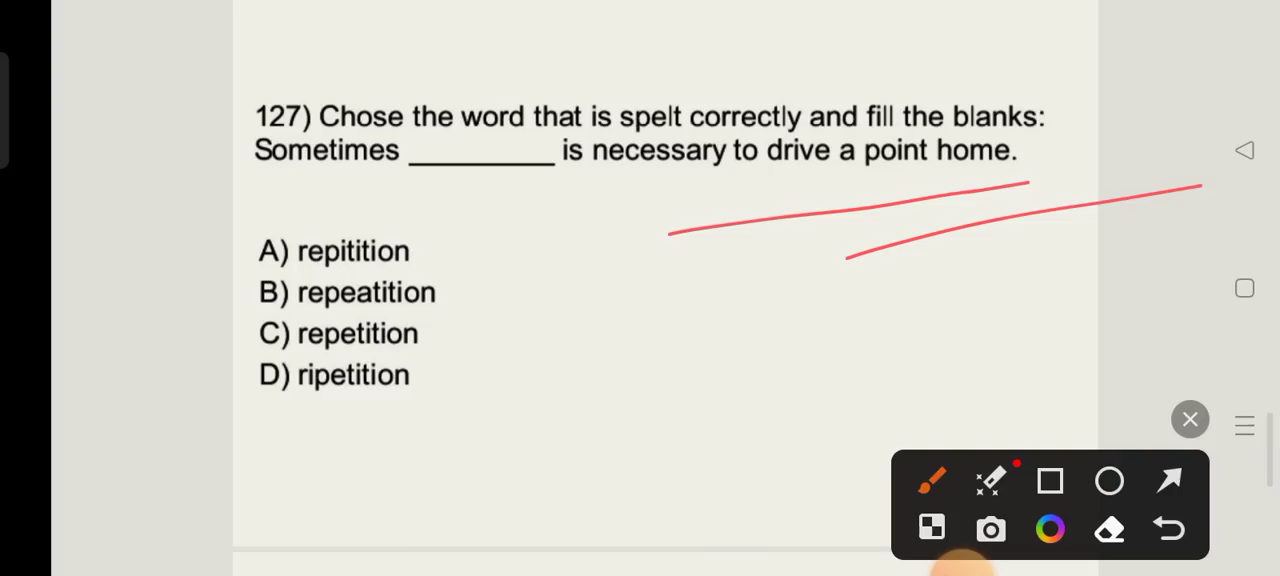 127) Chose the word that is spelt correctly and fill the blanks:
Sometimes _________ is necessary to drive a point home.
A) repitition
B) repeatition
C) repetition
D) ripetition